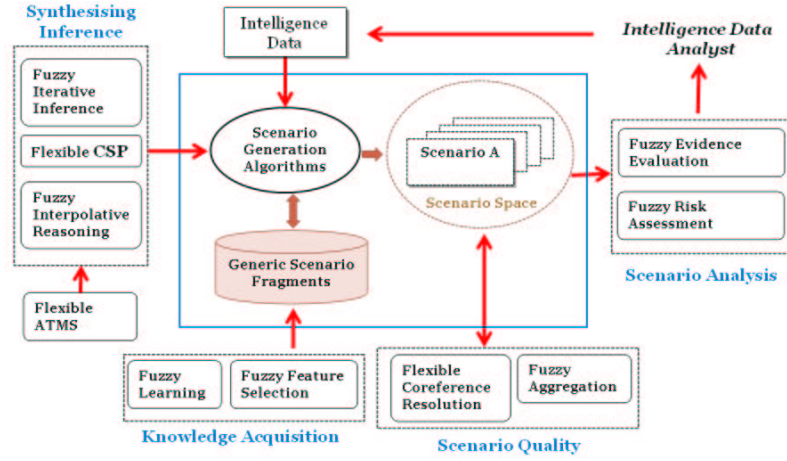 Synthesising
Inference
Fuzzy
Iterative
Inference
Flexible CSP
Fuzzy
Interpolative
Reasoning
Flexible
ATMS
Intelligence
Data
Scenario
Generation
Algorithms
Generic Scenario
Fragments
Scenario A
Scenario Space
Intelligence Data
Analyst
Fuzzy Evidence
Evaluation
Fuzzy Risk
Assessment
Scenario Analysis
Fuzzy
Learning
Fuzzy Feature
Selection
Knowledge Acquisition
Flexible
Coreference
Resolution
Fuzzy
Aggregation
Scenario Quality